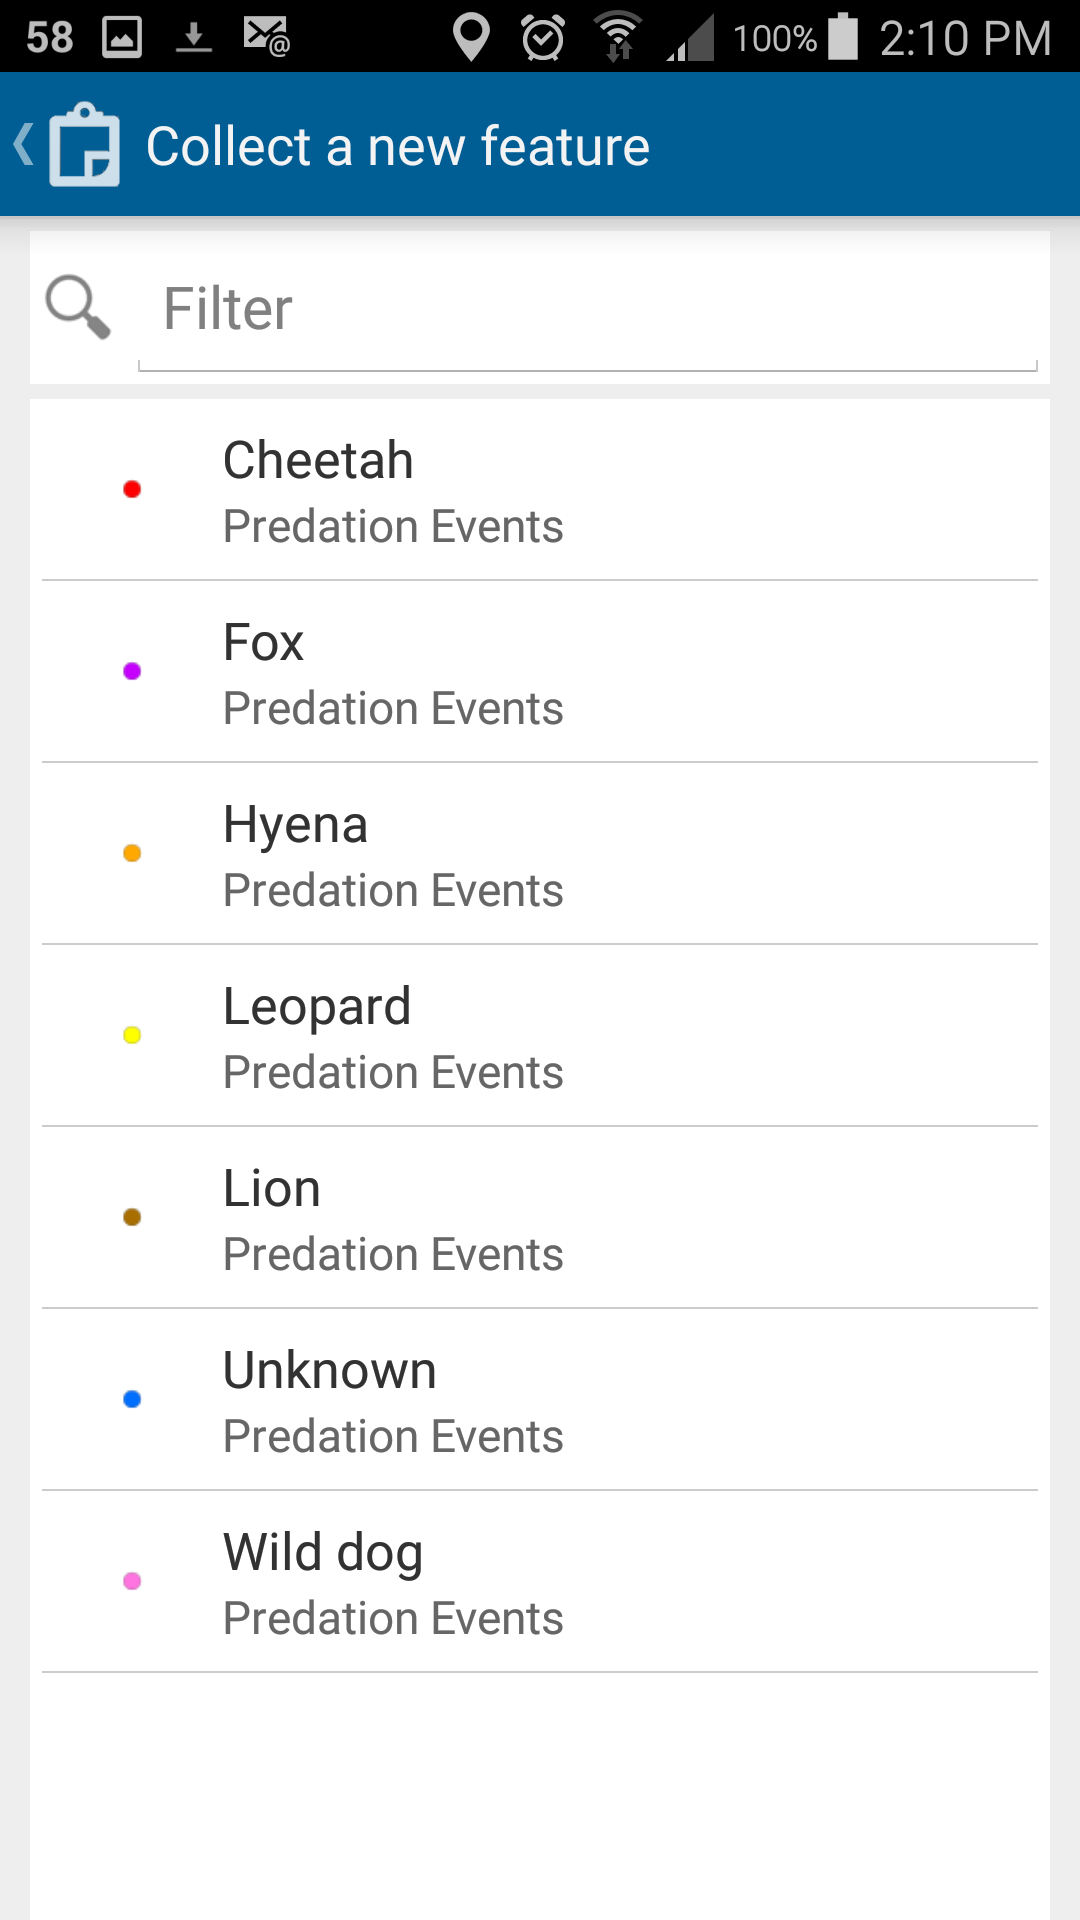 58 100% 2:10 PM
Collect a new feature
Filter
Cheetah
Predation Events
Fox
Predation Events
Hyena
Predation Events
Leopard
Predation Events
Lion
Predation Events
Unknown
Predation Events
Wild dog
Predation Events